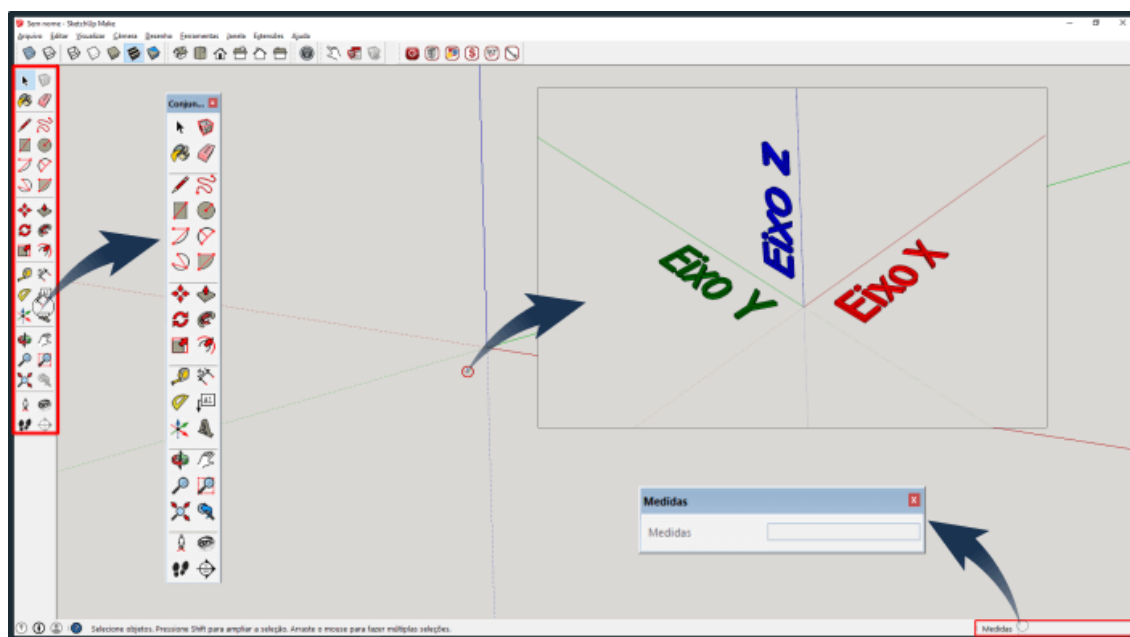 Sem nome - SketchUp Make
Arquivo Editar Visualizar Câmera Desenho Ferramentas Janela Extensões Ajuda
Conjun...
Eixo Z
Eixo Y
Eixo X
Medidas
Medidas
Selecione objetos. Pressione Shift para ampliar a seleção. Arraste o mouse para fazer múltiplas seleções.
Medidas